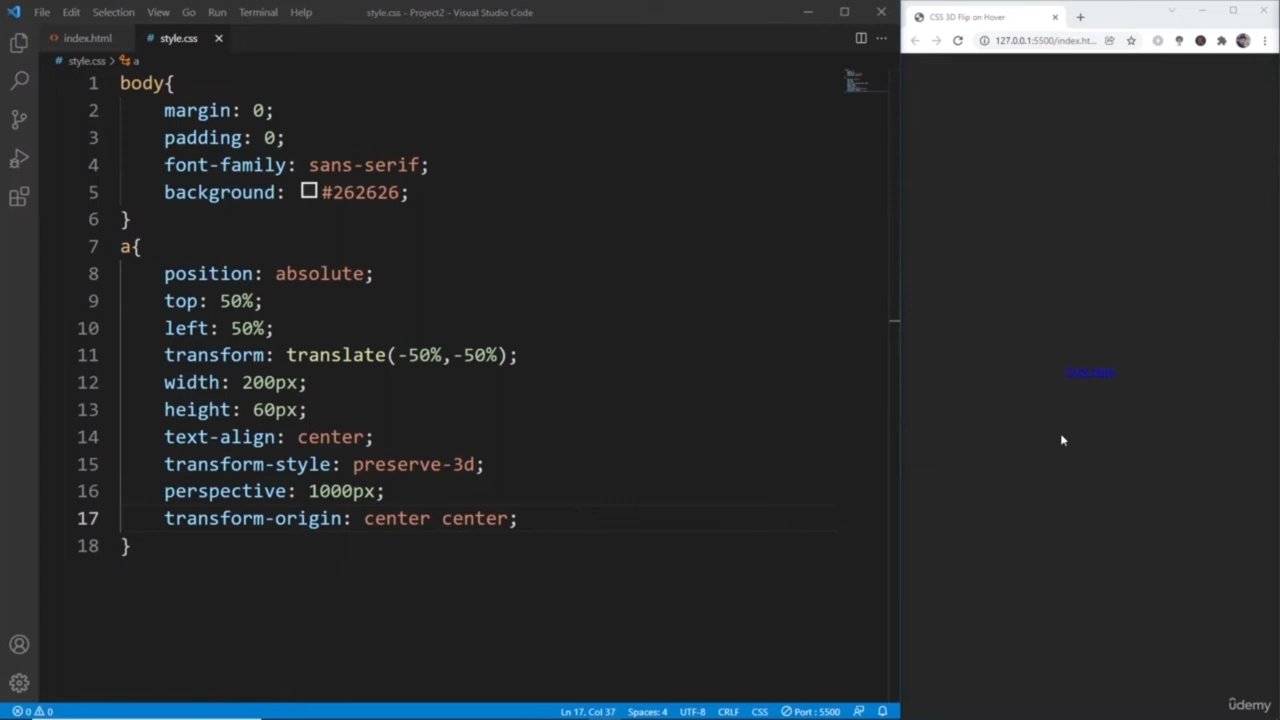 File Edit Selection View Go Run Terminal Help
style.css - Project2 - Visual Studio Code
CSS 3D Flip on Hover
index.html
style.css
127.0.0.1:5500/index.ht...
style.css > a
1 body{
2 margin: 0;
3 padding: 0;
4 font-family: sans-serif;
5 background: #262626;
6 }
7 a{
8 position: absolute;
9 top: 50%;
10 left: 50%;
11 transform: translate(-50%,-50%);
12 width: 200px;
13 height: 60px;
14 text-align: center;
15 transform-style: preserve-3d;
16 perspective: 1000px;
17 transform-origin: center center;
18 }
0 0
Ln 17, Col 37
Spaces: 4
UTF-8
CRLF
CSS
Port : 5500
ûdemy